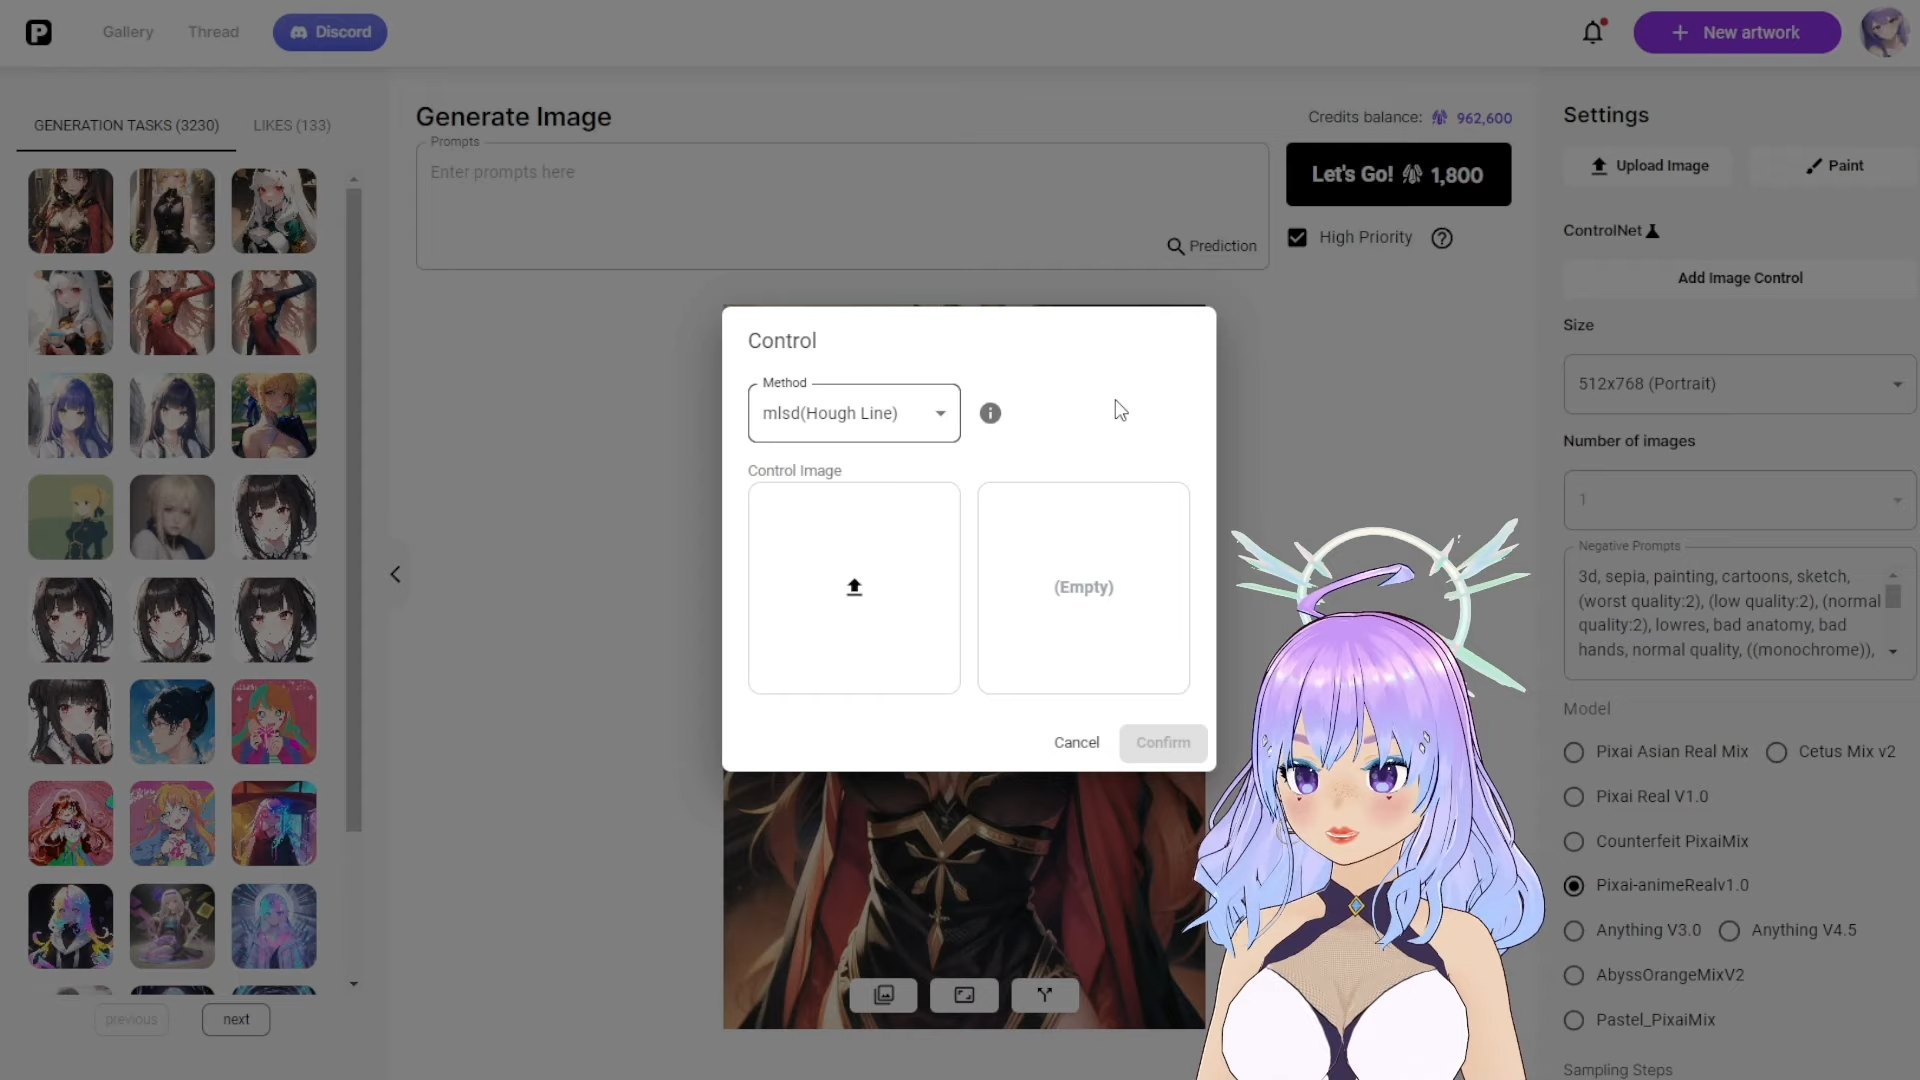 P
Gallery
Thread
Discord
New artwork
GENERATION TASKS (3230)
LIKES (133)
previous
next
Generate Image
Credits balance: 962,600
Prompts
Enter prompts here
Prediction
Let's Go! 1,800
High Priority
Control
Method
mlsd(Hough Line)
Control Image
(Empty)
Cancel
Confirm
Settings
Upload Image
Paint
ControlNet
Add Image Control
Size
512x768 (Portrait)
Number of images
1
Negative Prompts
3d, sepia, painting, cartoons, sketch,
(worst quality:2), (low quality:2), (normal
quality:2), lowres, bad anatomy, bad
hands, normal quality, ((monochrome)),
Model
Pixai Asian Real Mix
Cetus Mix v2
Pixai Real V1.0
Counterfeit PixaiMix
Pixai-animeRealv1.0
Anything V3.0
Anything V4.5
AbyssOrangeMixV2
Pastel_PixaiMix
Sampling Steps